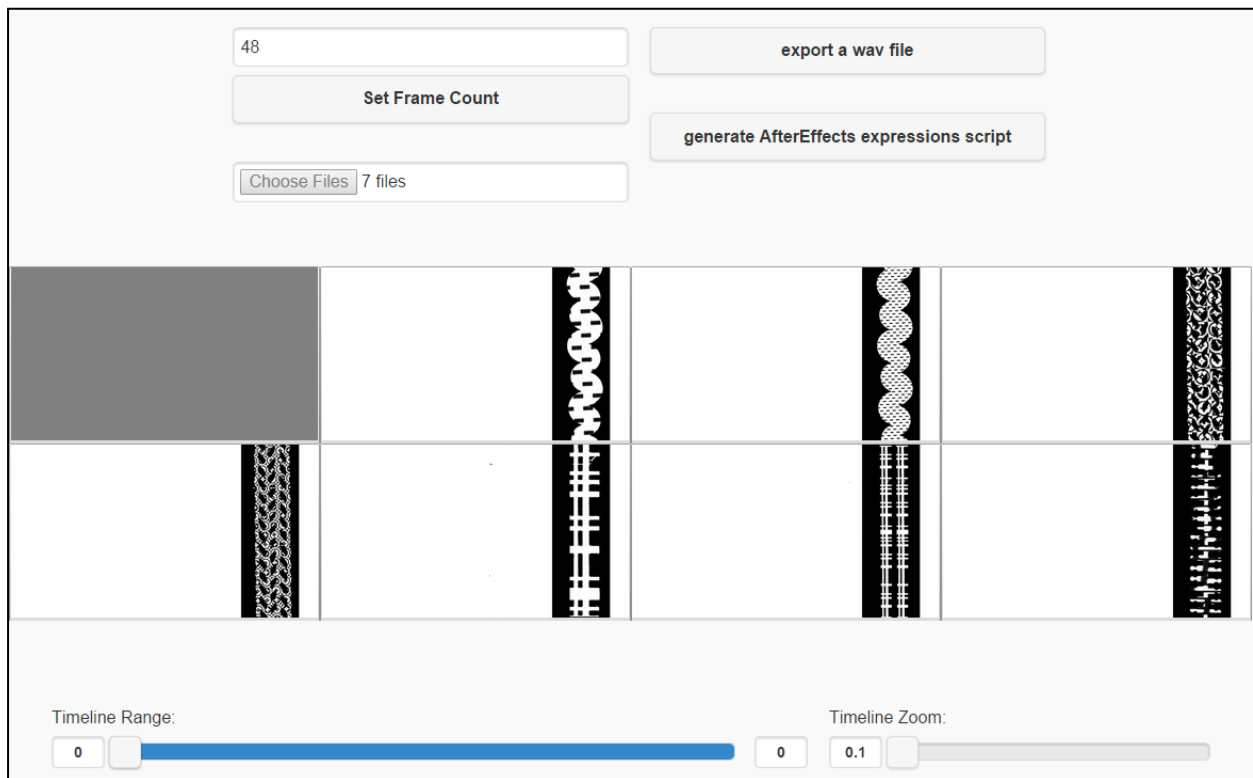 48
export a wav file
Set Frame Count
generate AfterEffects expressions script
Choose Files 7 files
Timeline Range:
Timeline Zoom:
0
0
0.1